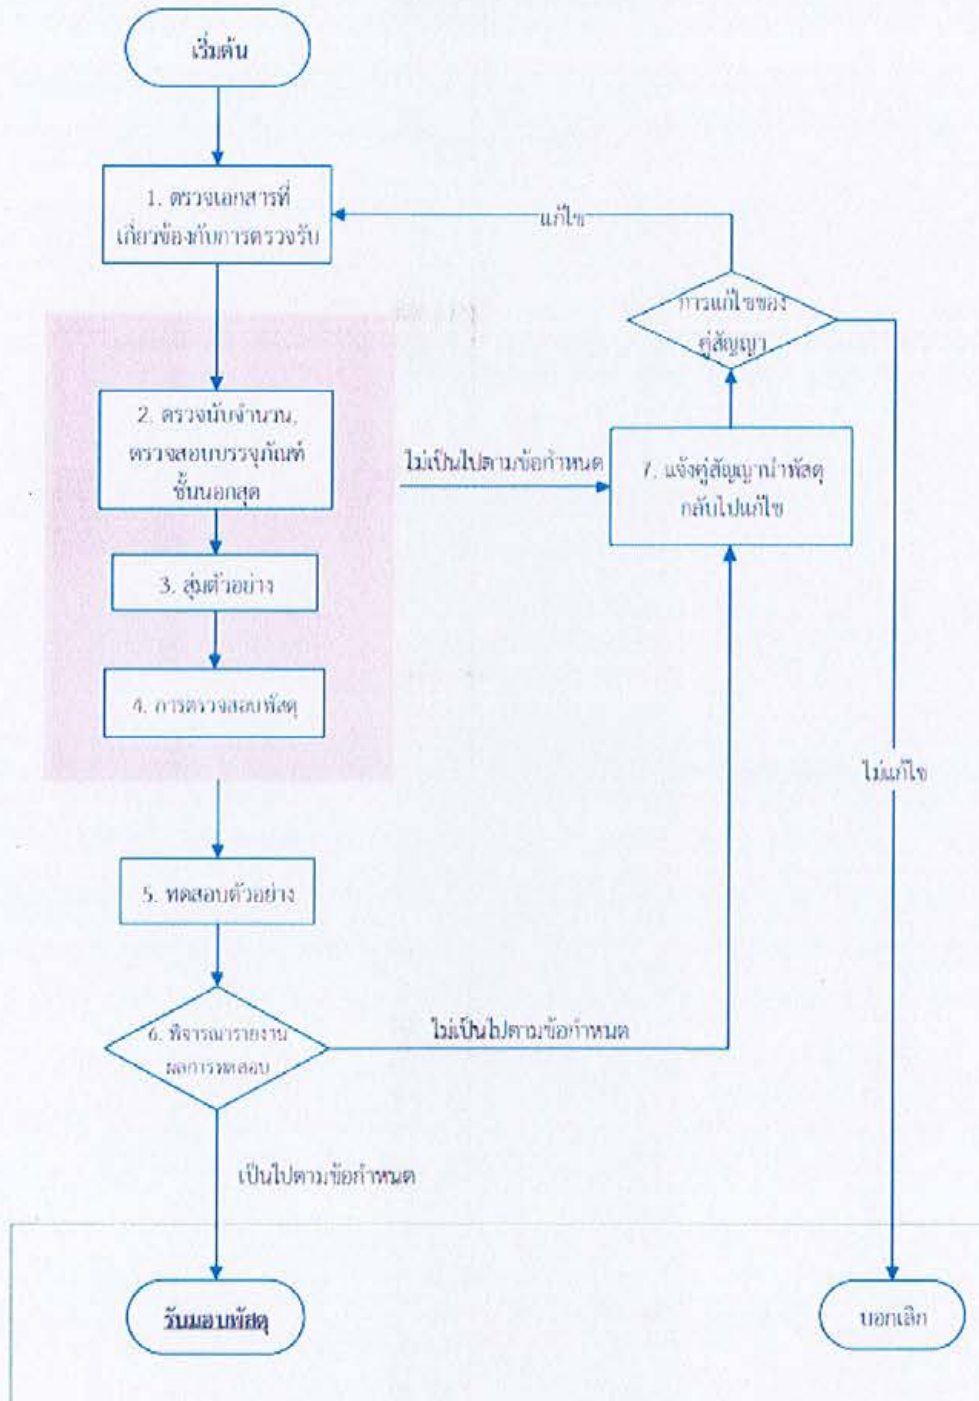 เริ่มต้น
1. ตรวจเอกสารที่
เกี่ยวข้องกับการตรวจรับ
แก้ไข
การแก้ไขของ
คู่สัญญา
2. ตรวจนับจำนวน,
ตรวจสอบบรรจุภัณฑ์
ชั้นนอกสุด
ไม่เป็นไปตามข้อกำหนด
7. แจ้งคู่สัญญานำพัสดุ
กลับไปแก้ไข
3. สุ่มตัวอย่าง
4. การตรวจสอบพัสดุ
ไม่แก้ไข
5. ทดสอบตัวอย่าง
6. พิจารณารายงาน
ผลการทดสอบ
ไม่เป็นไปตามข้อกำหนด
เป็นไปตามข้อกำหนด
รับมอบพัสดุ
บอกเลิก